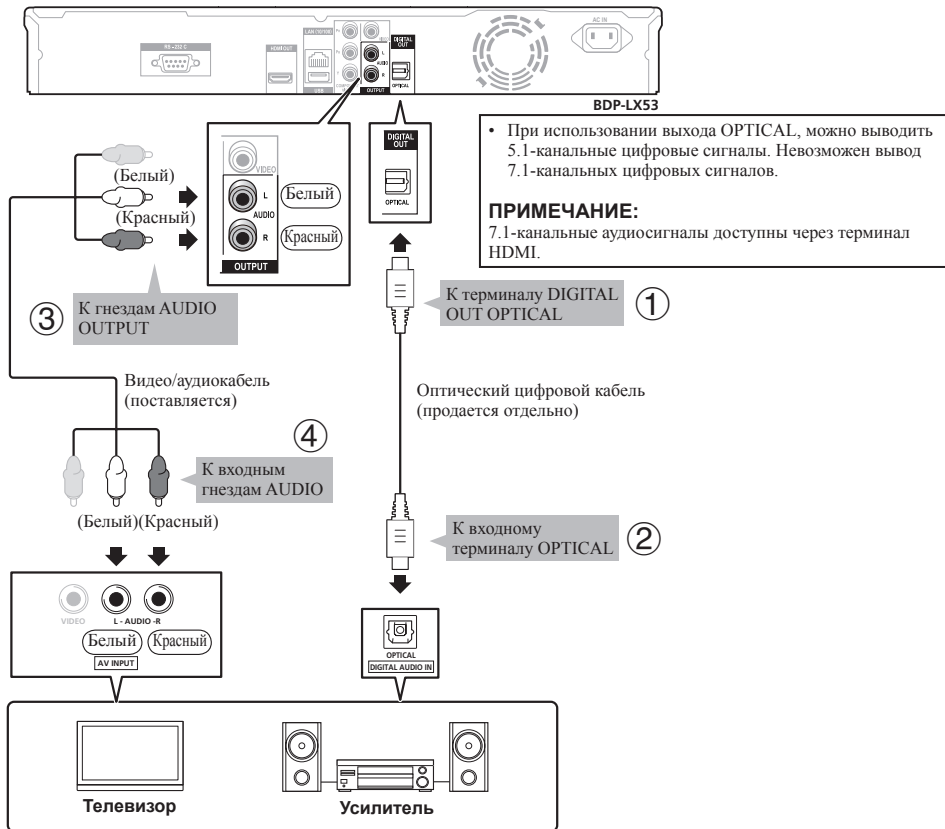 RS-232 C
HDMI OUT
LAN (10/100)
USB
VIDEO
L
AUDIO
R
OUTPUT
DIGITAL
OUT
OPTICAL
AC IN
BDP-LX53
• При использовании выхода OPTICAL, можно выводить
5.1-канальные цифровые сигналы. Невозможен вывод
7.1-канальных цифровых сигналов.
ПРИМЕЧАНИЕ:
7.1-канальные аудиосигналы доступны через терминал
HDMI.
(Белый)
(Красный)
VIDEO
L
Белый
AUDIO
R
Красный
OUTPUT
DIGITAL
OUT
OPTICAL
③
К гнездам AUDIO
OUTPUT
К терминалу DIGITAL
OUT OPTICAL
①
Видео/аудиокабель
(поставляется)
Оптический цифровой кабель
(продается отдельно)
④
К входным
гнездам AUDIO
(Белый)(Красный)
К входному
терминалу OPTICAL
②
VIDEO
L - AUDIO -R
Белый Красный
AV INPUT
OPTICAL
DIGITAL AUDIO IN
Телевизор
Усилитель